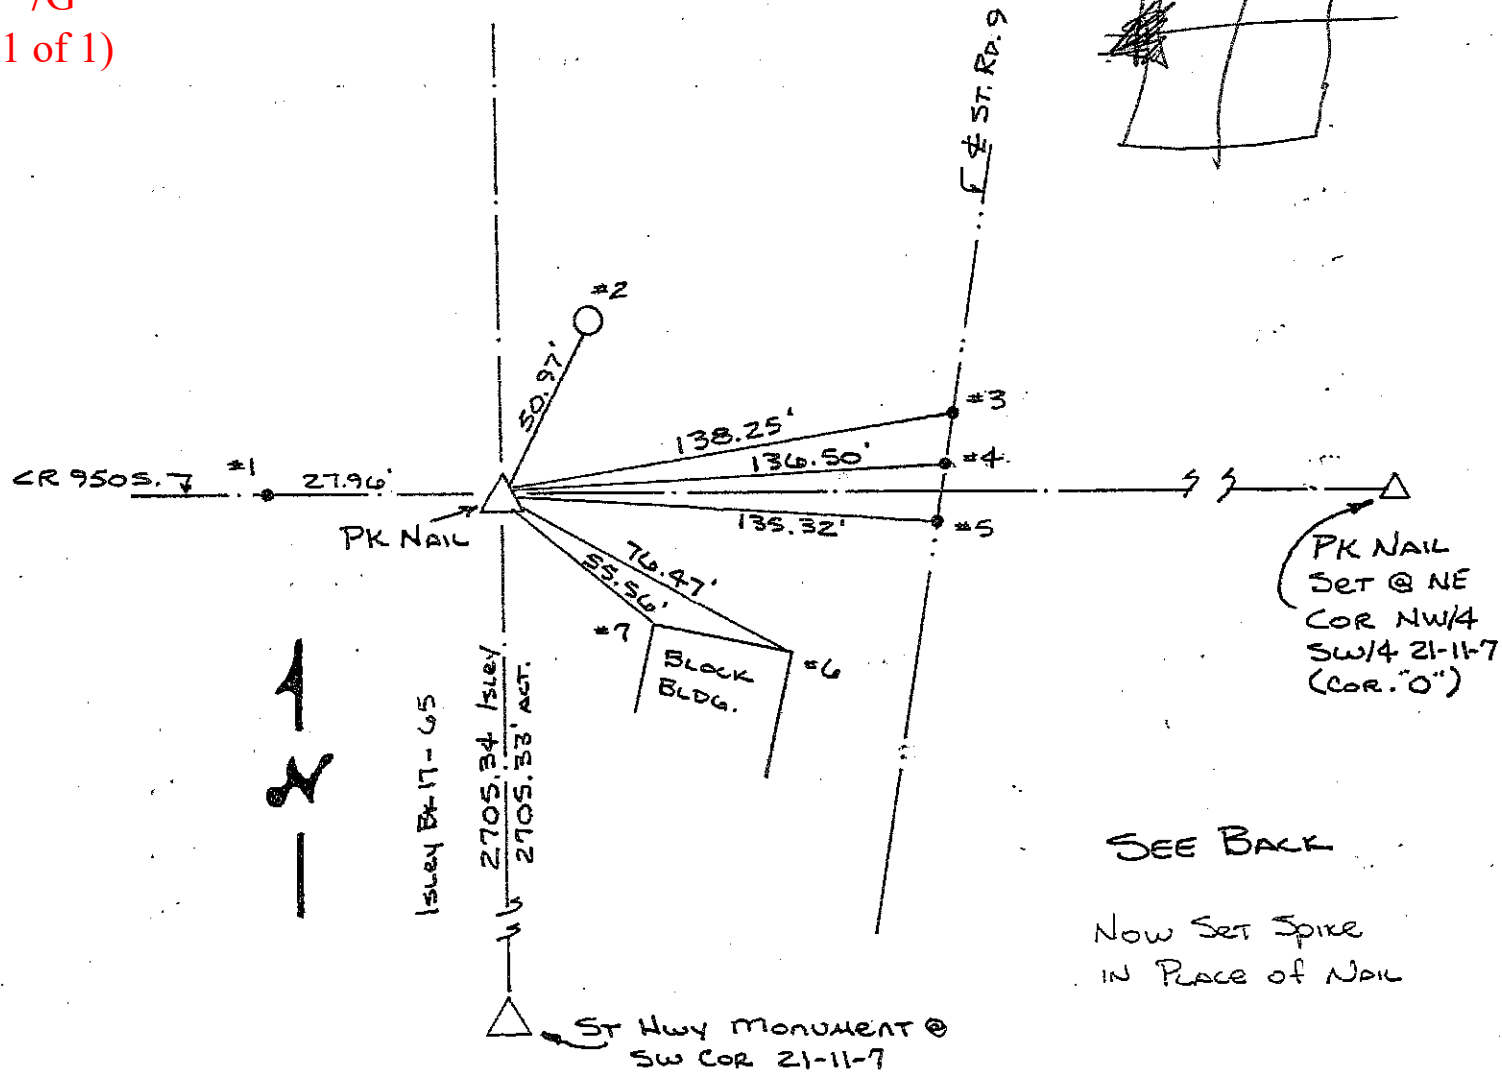 /G
1 of 1)
℄ ST. RD. 9
#2
50.97'
#3
138.25'
136.50'
#4
CR 950S.
#1
27.96'
135.32'
#5
PK NAIL
76.47'
55.56'
#7
#6
BLOCK
BLDG.
PK NAIL
SET @ NE
COR NW/4
SW/4 21-11-7
(COR. "O")
Isley Bk 17-65
2705.34 Isley
2705.33' ACT.
N
SEE BACK
NOW SET SPIKE
IN PLACE of NAIL
ST HWY MONUMENT @
SW COR 21-11-7